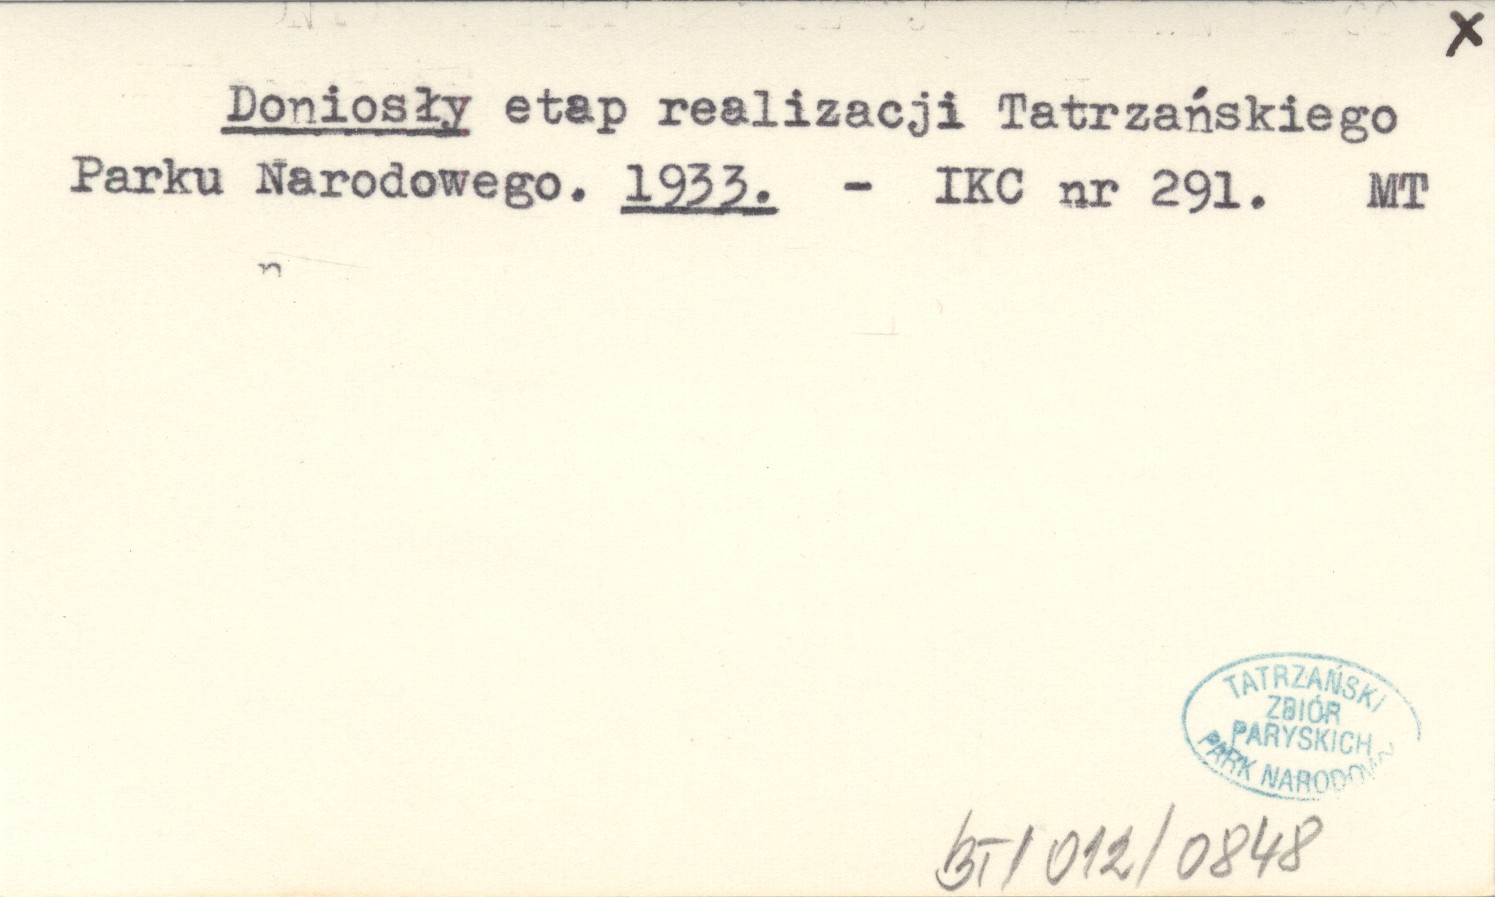 x
Doniosły etap realizacji Tatrzańskiego
Parku Narodowego. 1933. - IKC nr 291. MT
n
TATRZAŃSKI
ZBIÓR
PARYSKICH
PARK NARODOWY
BT/012/0848